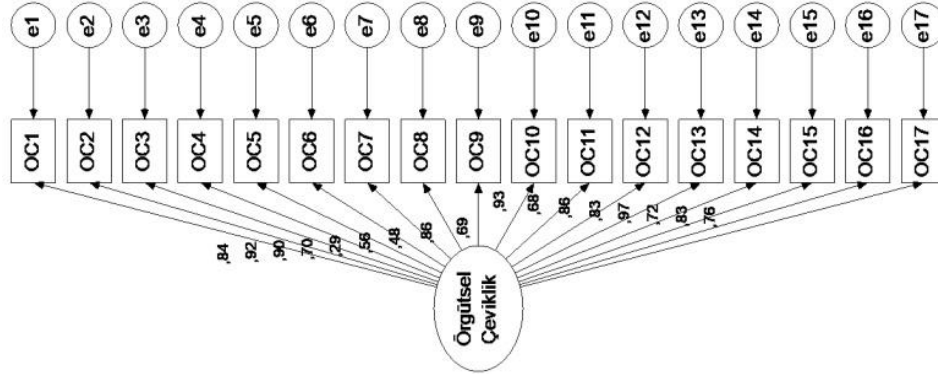 e1
e2
e3
e4
e5
e6
e7
e8
e9
e10
e11
e12
e13
e14
e15
e16
e17
OC1
OC2
OC3
OC4
OC5
OC6
OC7
OC8
OC9
OC10
OC11
OC12
OC13
OC14
OC15
OC16
OC17
,84
,92
,90
,70
,29
,56
,48
,86
,69
,93
,68
,86
,83
,97
,72
,83
,76
Örgütsel
Çeviklik